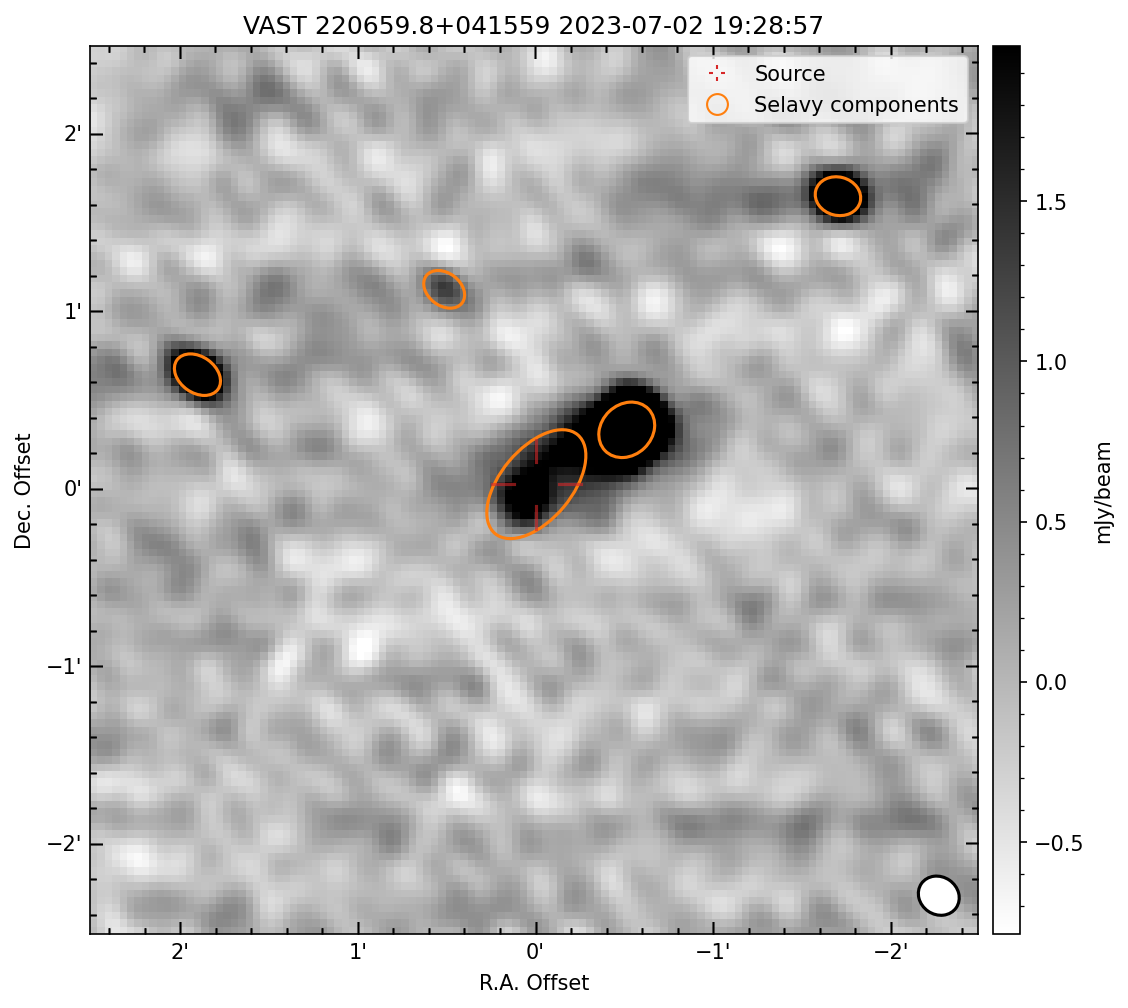 VAST 220659.8+041559 2023-07-02 19:28:57
Source
Selavy components
2'
1'
0'
−1'
−2'
Dec. Offset
2'
1'
0'
−1'
−2'
R.A. Offset
1.5
1.0
0.5
0.0
−0.5
mJy/beam